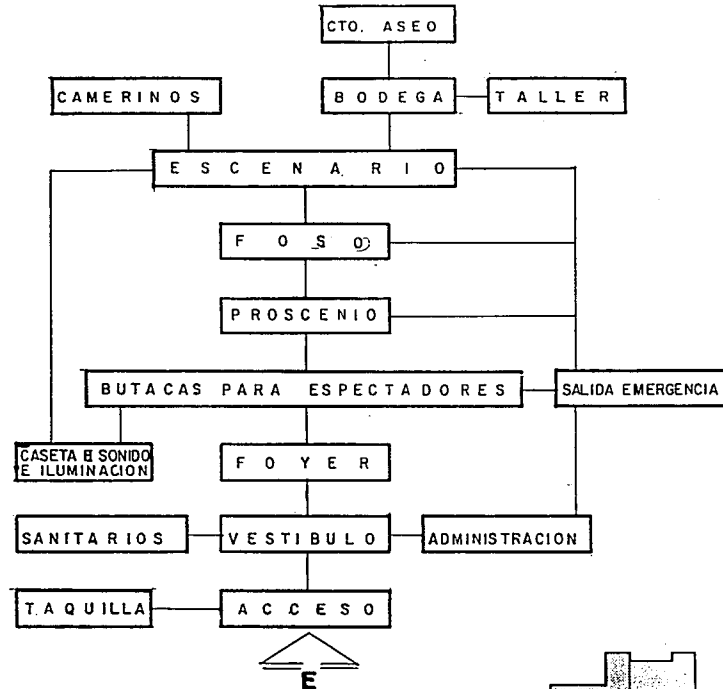 CTO. ASEO
CAMERINOS
BODEGA
TALLER
ESCENARIO
FOSO
PROSCENIO
BUTACAS PARA ESPECTADORES
SALIDA EMERGENCIA
CASETA D SONIDO
E ILUMINACION
FOYER
SANITARIOS
VESTIBULO
ADMINISTRACION
TAQUILLA
ACCESO
E